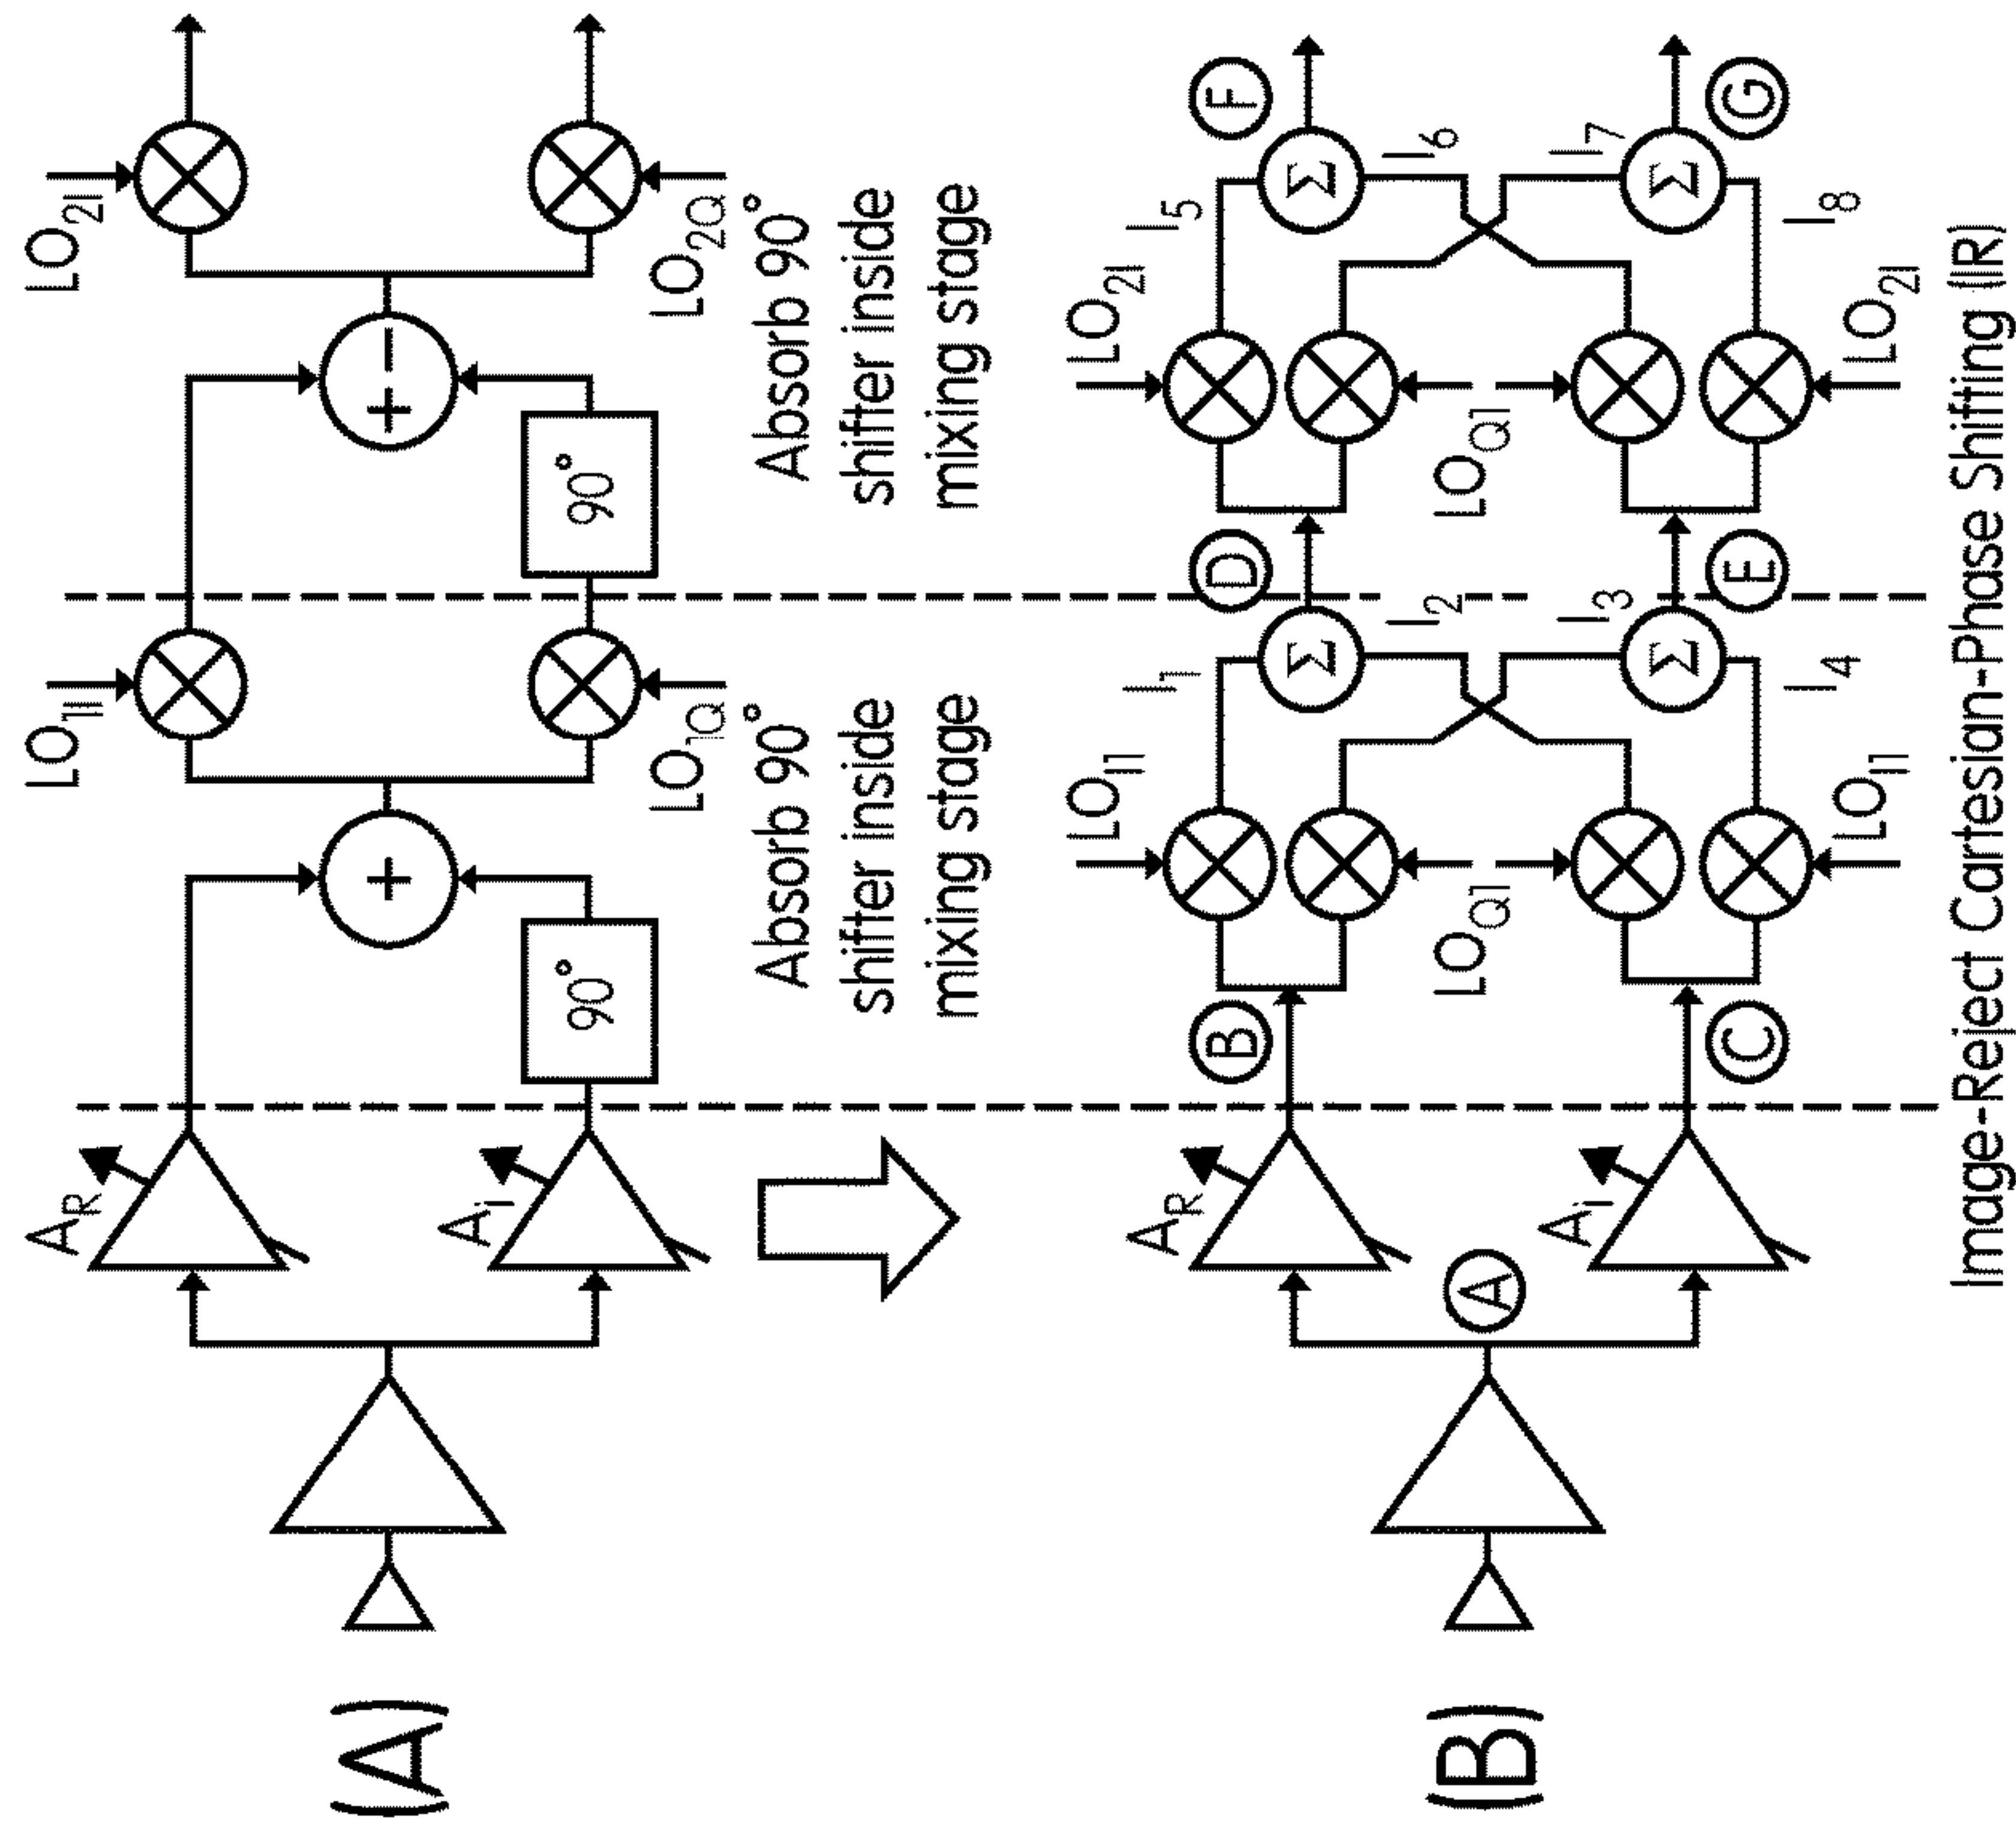 A_R
LO_1I
LO_2I
(A)
+
+ −
A_i
90°
90°
LO_1Q
LO_2Q
Absorb 90°
shifter inside
mixing stage
Absorb 90°
shifter inside
mixing stage
LO_I1
LO_2I
A_R
I_1
I_5
B
D
F
Σ
Σ
I_2
I_6
(B)
A
LO_Q1
LO_Q1
I_3
I_7
A_i
Σ
Σ
C
E
G
I_4
I_8
LO_I1
LO_2I
Image-Reject Cartesian-Phase Shifting (IR)